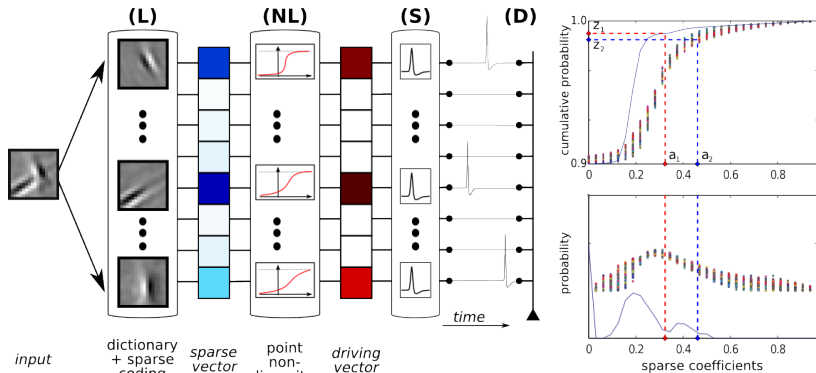 (L) (NL) (S) (D)
time
input
dictionary
+ sparse
coding
sparse
vector
point
non-
driving
vector
1.0
0.9
cumulative probability
z1
z2
a1 a2
0 0.2 0.4 0.6 0.8
probability
0 0.2 0.4 0.6 0.8
sparse coefficients